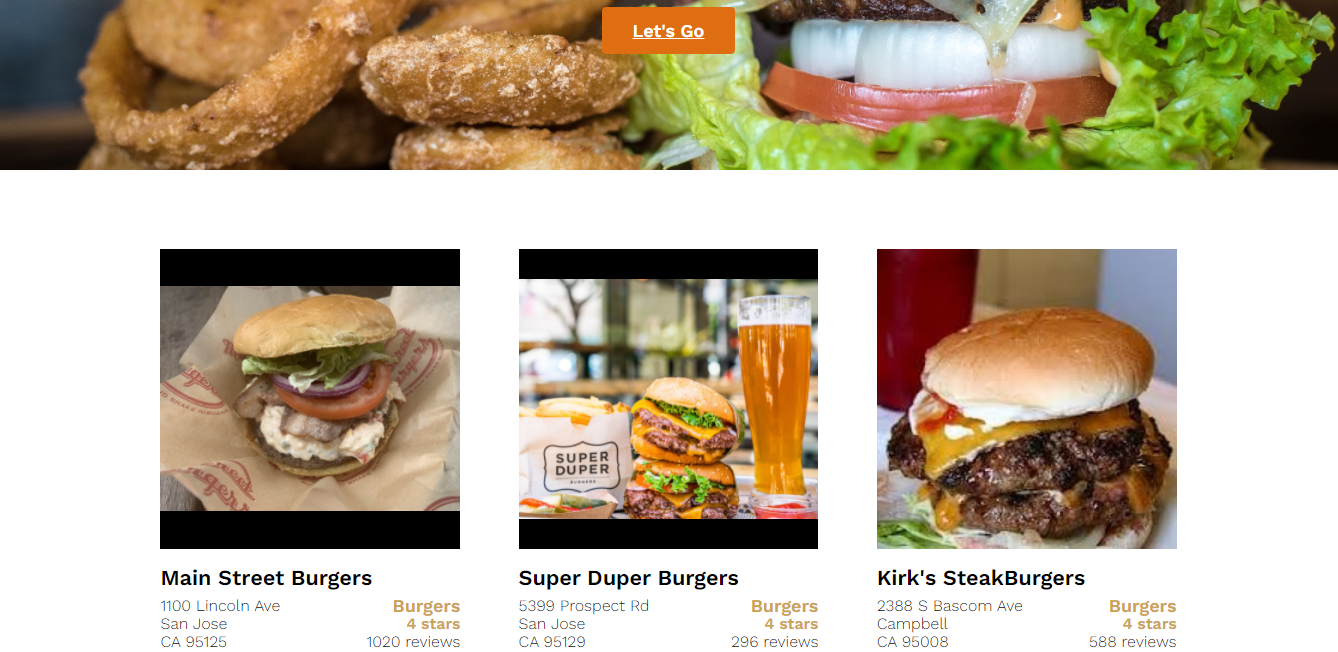 Let's Go
SUPER
DUPER
BURGERS
Main Street Burgers
1100 Lincoln Ave
San Jose
CA 95125
Burgers
4 stars
1020 reviews
Super Duper Burgers
5399 Prospect Rd
San Jose
CA 95129
Burgers
4 stars
296 reviews
Kirk's SteakBurgers
2388 S Bascom Ave
Campbell
CA 95008
Burgers
4 stars
588 reviews